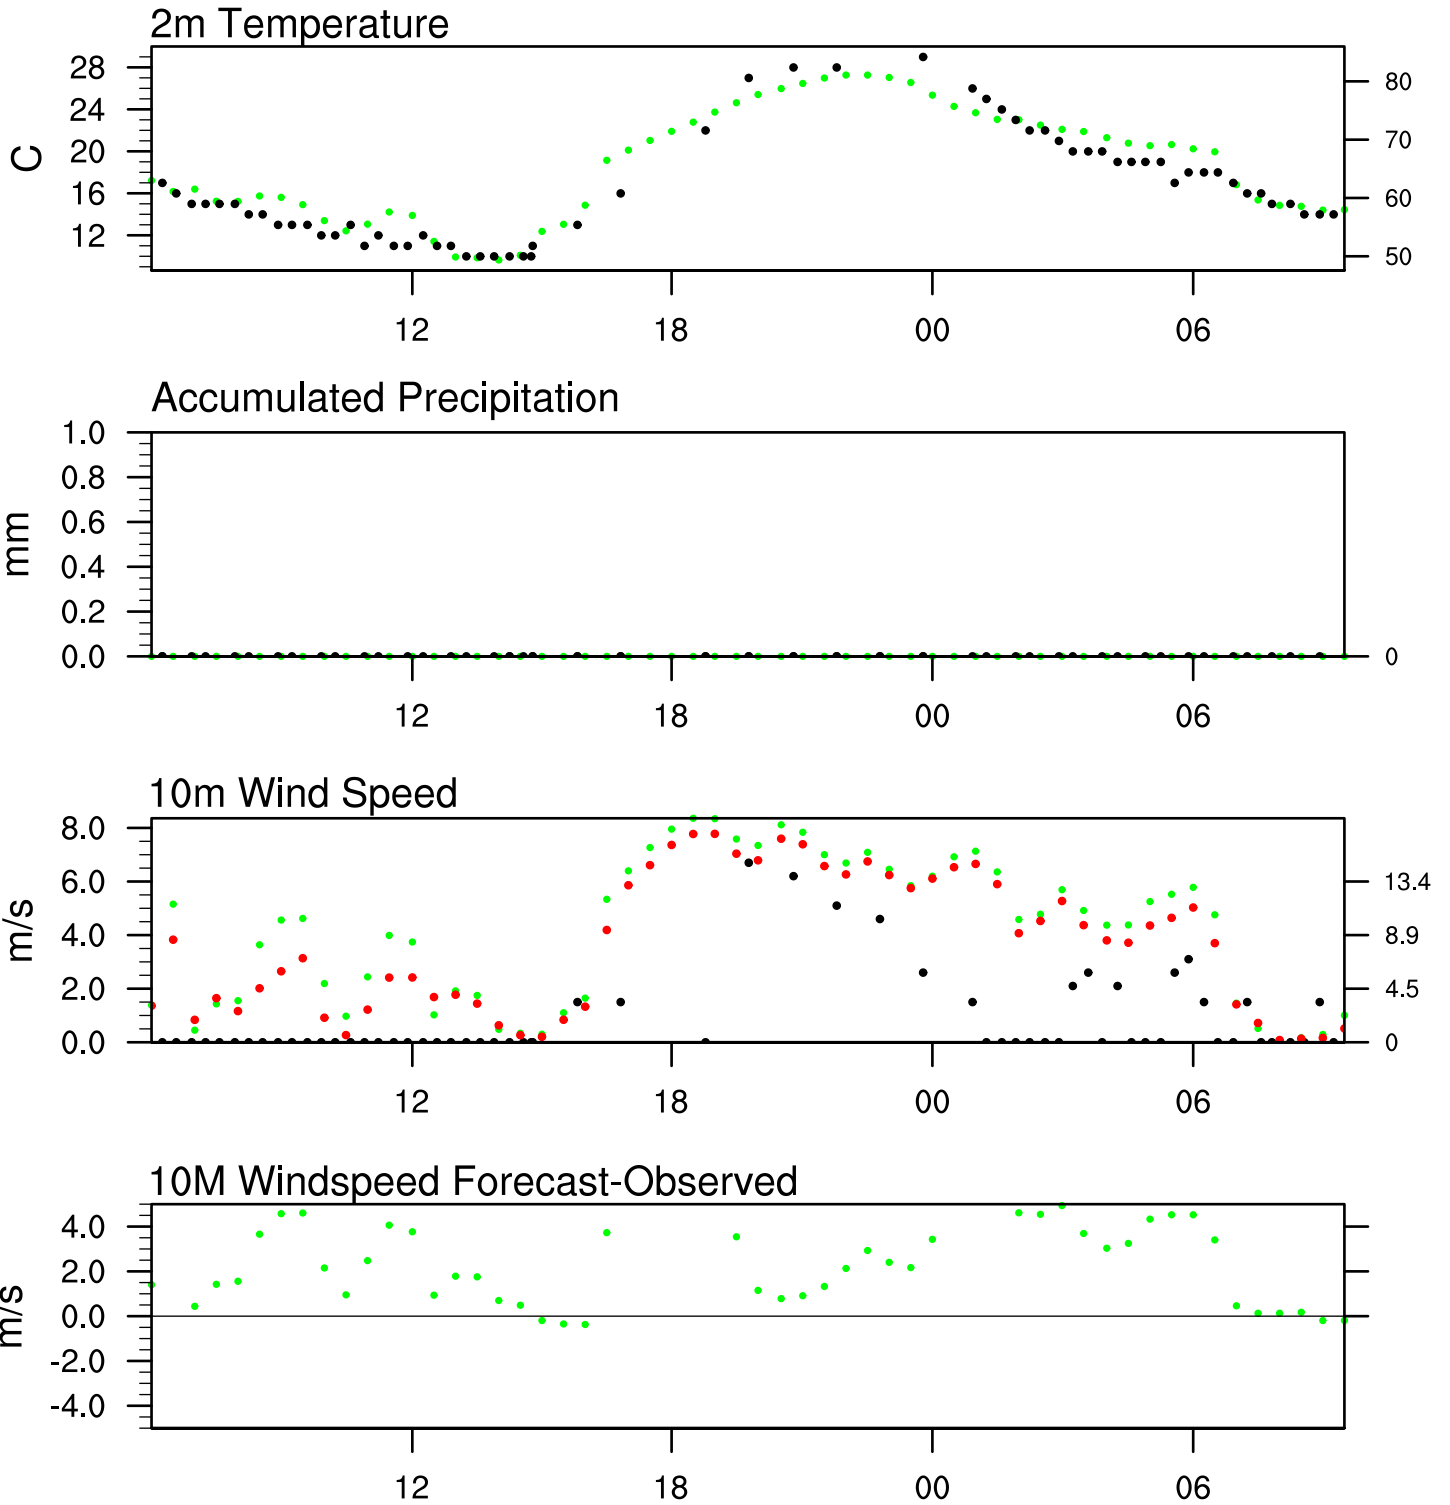 2m Temperature
28
24
20
16
12
C
80
70
60
50
12 18 00 06
Accumulated Precipitation
1.0
0.8
0.6
0.4
0.2
0.0
mm
0
12 18 00 06
10m Wind Speed
8.0
6.0
4.0
2.0
0.0
m/s
13.4
8.9
4.5
0
12 18 00 06
10M Windspeed Forecast-Observed
4.0
2.0
0.0
-2.0
-4.0
m/s
12 18 00 06